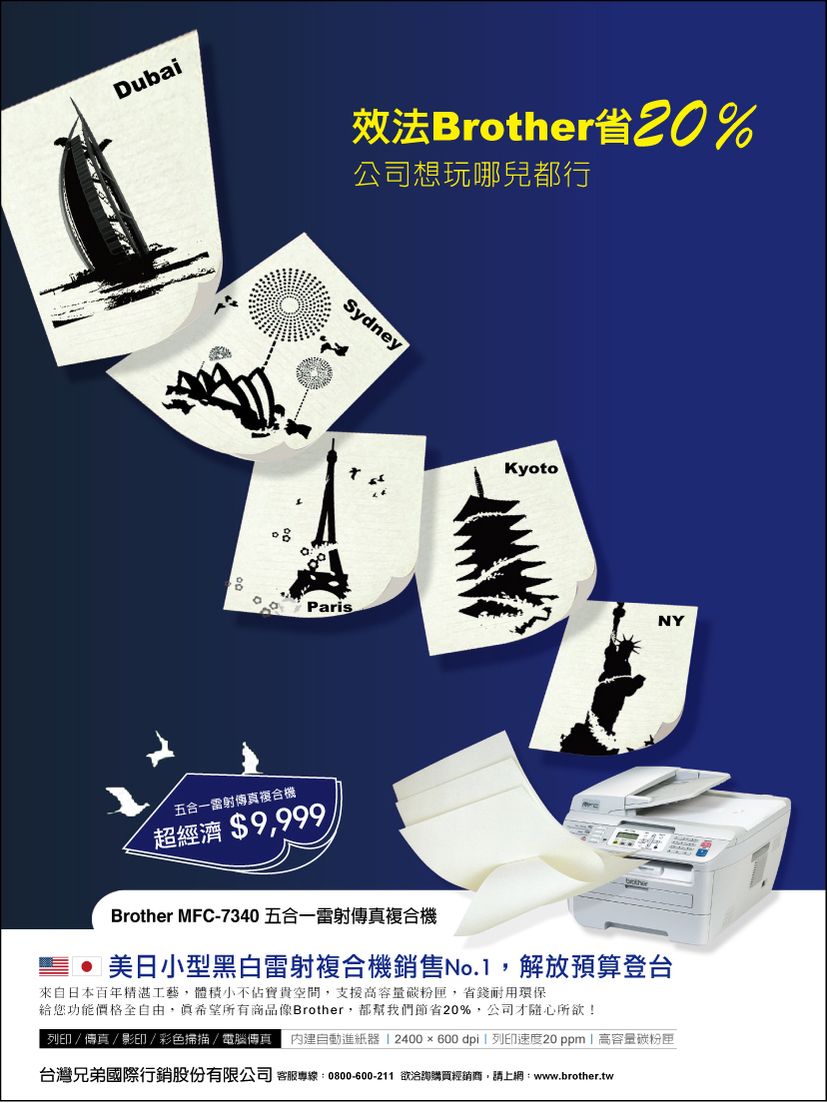 效法Brother省20%
公司想玩哪兒都行
Dubai
Sydney
Paris
Kyoto
NY
五合一雷射傳真複合機
超經濟 $9,999
brother
Brother MFC-7340 五合一雷射傳真複合機
美日小型黑白雷射複合機銷售No.1，解放預算登台
來自日本百年精湛工藝，體積小不佔寶貴空間，支援高容量碳粉匣，省錢耐用環保
給您功能價格全自由，真希望所有商品像Brother，都幫我們節省20%，公司才隨心所欲！
列印 / 傳真 / 影印 / 彩色掃描 / 電腦傳真 內建自動進紙器 | 2400 × 600 dpi | 列印速度20 ppm | 高容量碳粉匣
台灣兄弟國際行銷股份有限公司 客服專線：0800-600-211 欲洽詢購買經銷商，請上網：www.brother.tw